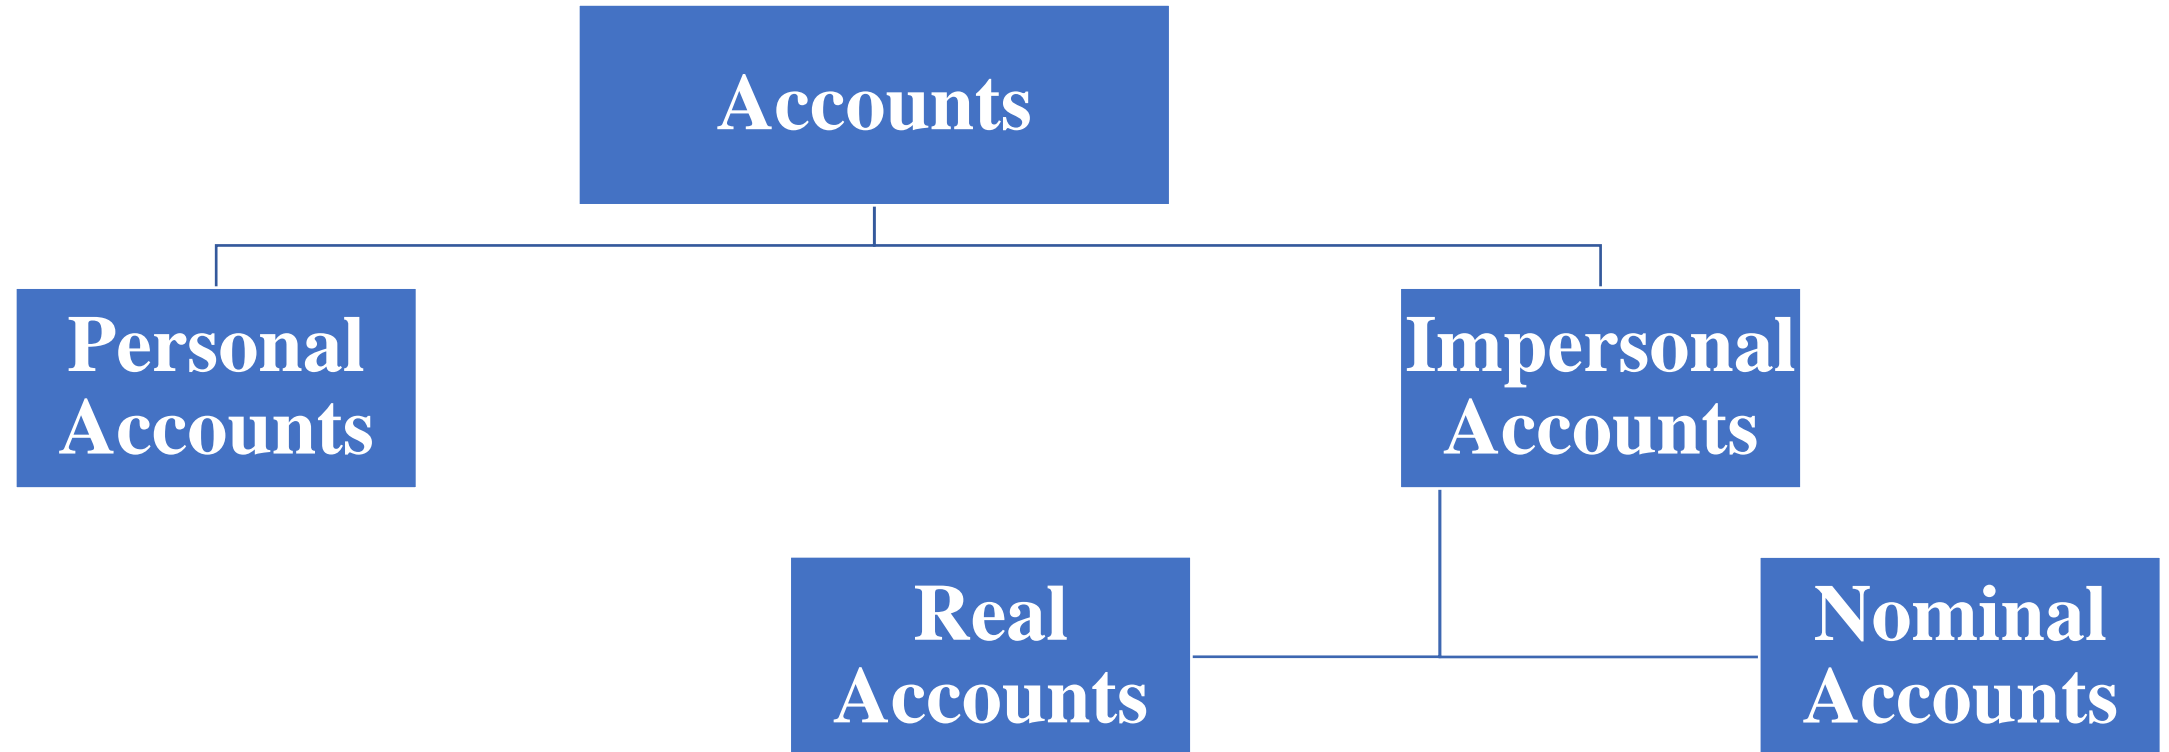 Accounts
Personal
Accounts
Impersonal
Accounts
Real
Accounts
Nominal
Accounts